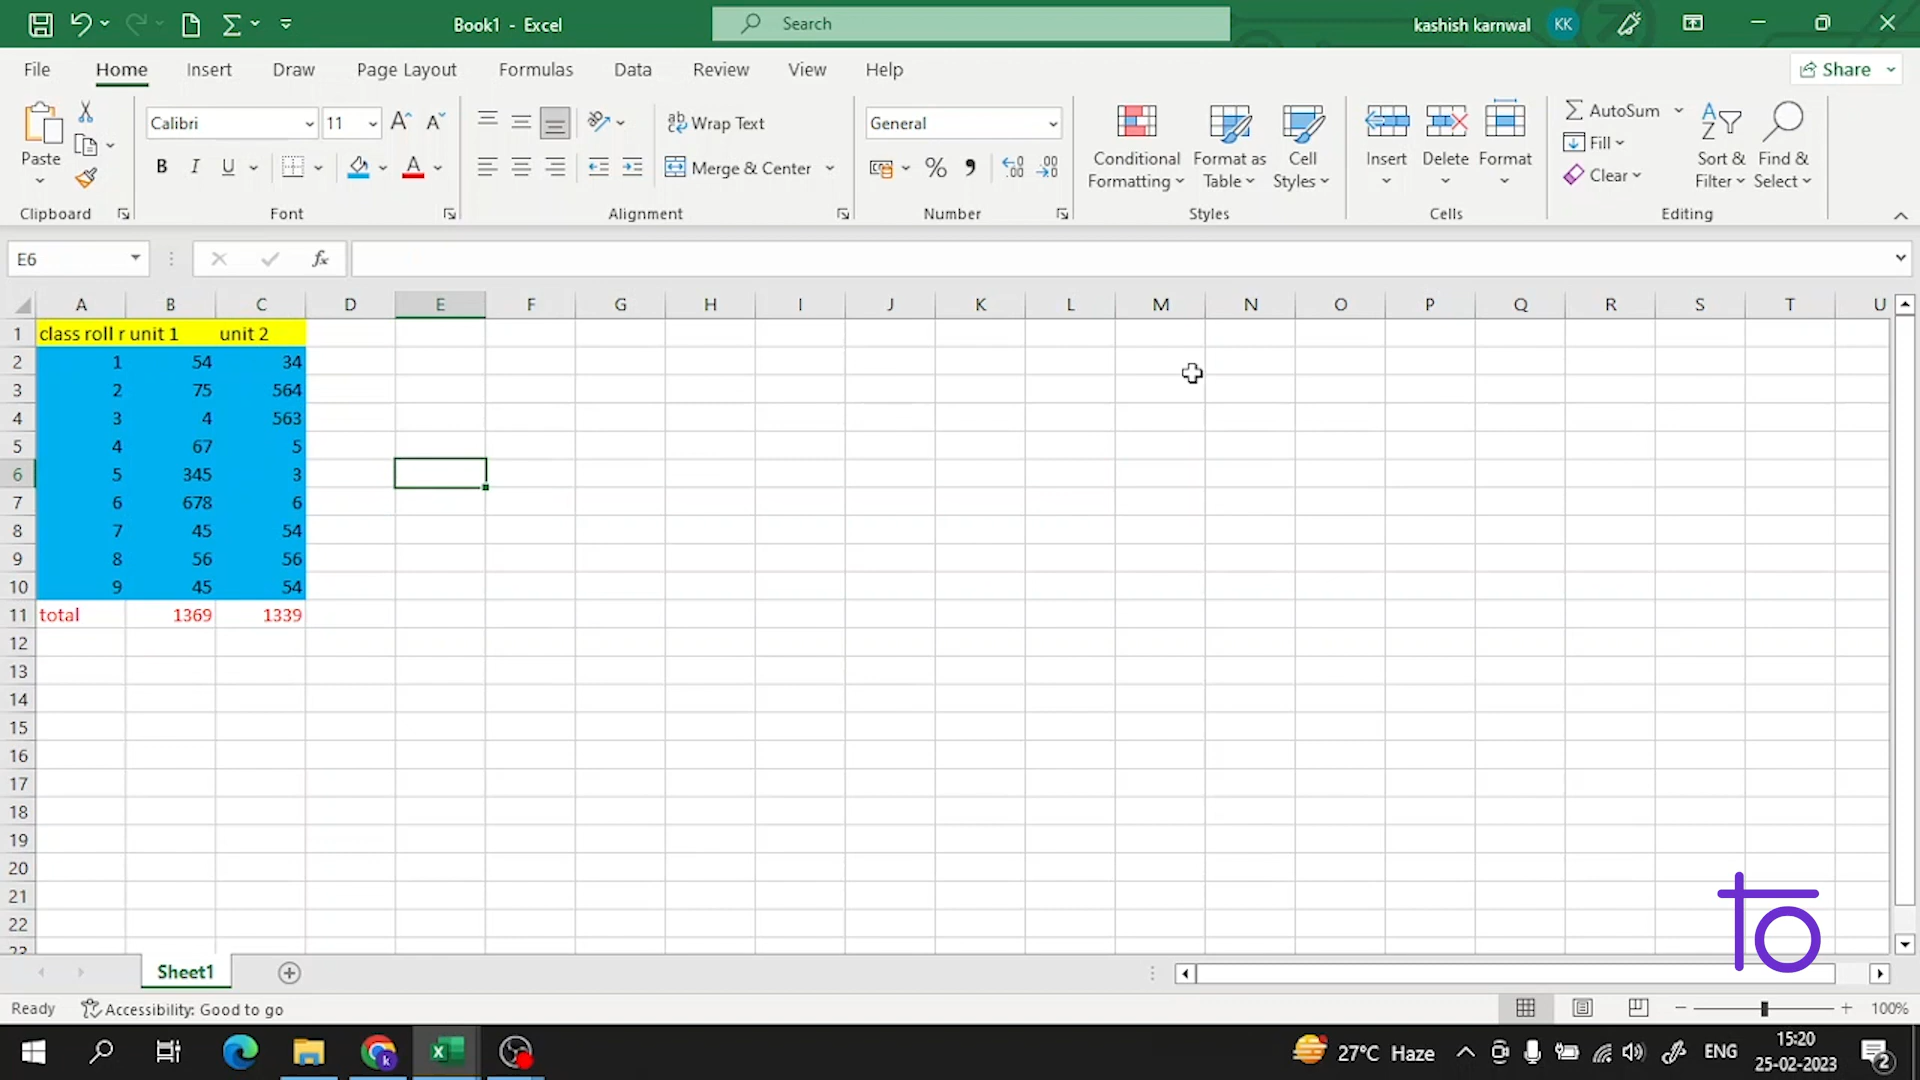 Book1 - Excel
Search
kashish karnwal
KK
File Home Insert Draw Page Layout Formulas Data Review View Help
Share
Paste
Calibri
11
A^ A˅
B I U
A
ab Wrap Text
Merge & Center
General
% ,
Conditional Formatting
Format as Table
Cell Styles
Insert
Delete
Format
AutoSum
Fill
Clear
Sort & Filter
Find & Select
Clipboard Font Alignment Number Styles Cells Editing
E6
fx
A B C D E F G H I J K L M N O P Q R S T U
1 class roll r unit 1 unit 2
2 1 54 34
3 2 75 564
4 3 4 563
5 4 67 5
6 5 345 3
7 6 678 6
8 7 45 54
9 8 56 56
10 9 45 54
11 total 1369 1339
12
13
14
15
16
17
18
19
20
21
22
23
to
Sheet1
Ready
Accessibility: Good to go
100%
27°C Haze
ENG
15:20
25-02-2023
2